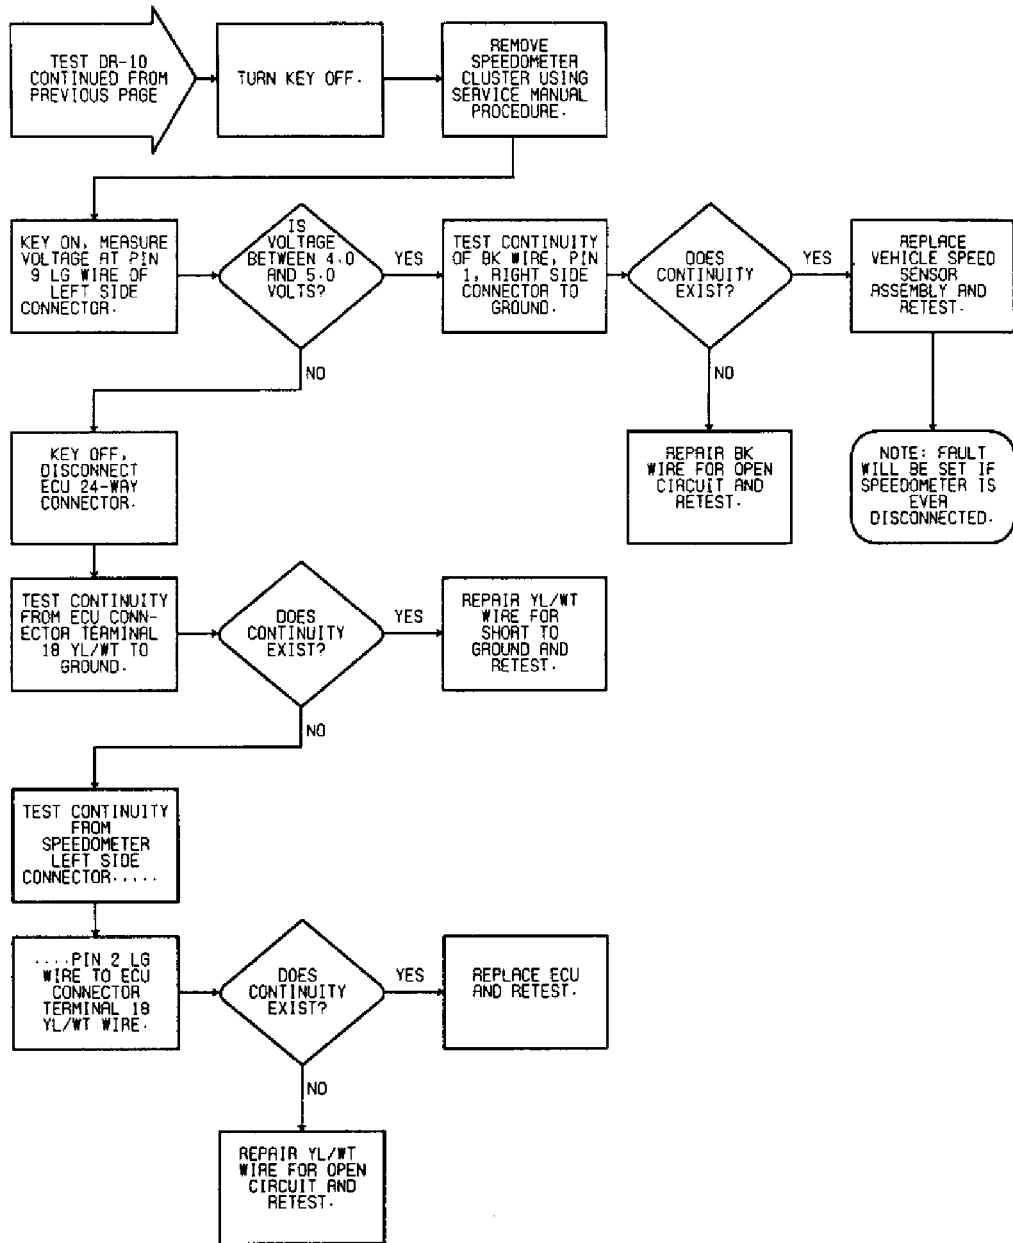 TEST DR-10
CONTINUED FROM
PREVIOUS PAGE
TURN KEY OFF.
REMOVE
SPEEDOMETER
CLUSTER USING
SERVICE MANUAL
PROCEDURE.
KEY ON, MEASURE
VOLTAGE AT PIN
9 LG WIRE OF
LEFT SIDE
CONNECTOR.
IS
VOLTAGE
BETWEEN 4.0
AND 5.0
VOLTS?
YES
TEST CONTINUITY
OF BK WIRE, PIN
1, RIGHT SIDE
CONNECTOR TO
GROUND.
DOES
CONTINUITY
EXIST?
YES
REPLACE
VEHICLE SPEED
SENSOR
ASSEMBLY AND
RETEST.
NO
NO
KEY OFF,
DISCONNECT
ECU 24-WAY
CONNECTOR.
REPAIR BK
WIRE FOR OPEN
CIRCUIT AND
RETEST.
NOTE: FAULT
WILL BE SET IF
SPEEDOMETER IS
EVER
DISCONNECTED.
TEST CONTINUITY
FROM ECU CONN-
ECTOR TERMINAL
18 YL/WT TO
GROUND.
DOES
CONTINUITY
EXIST?
YES
REPAIR YL/WT
WIRE FOR
SHORT TO
GROUND AND
RETEST.
NO
TEST CONTINUITY
FROM
SPEEDOMETER
LEFT SIDE
CONNECTOR.....
....PIN 2 LG
WIRE TO ECU
CONNECTOR
TERMINAL 18
YL/WT WIRE.
DOES
CONTINUITY
EXIST?
YES
REPLACE ECU
AND RETEST.
NO
REPAIR YL/WT
WIRE FOR OPEN
CIRCUIT AND
RETEST.